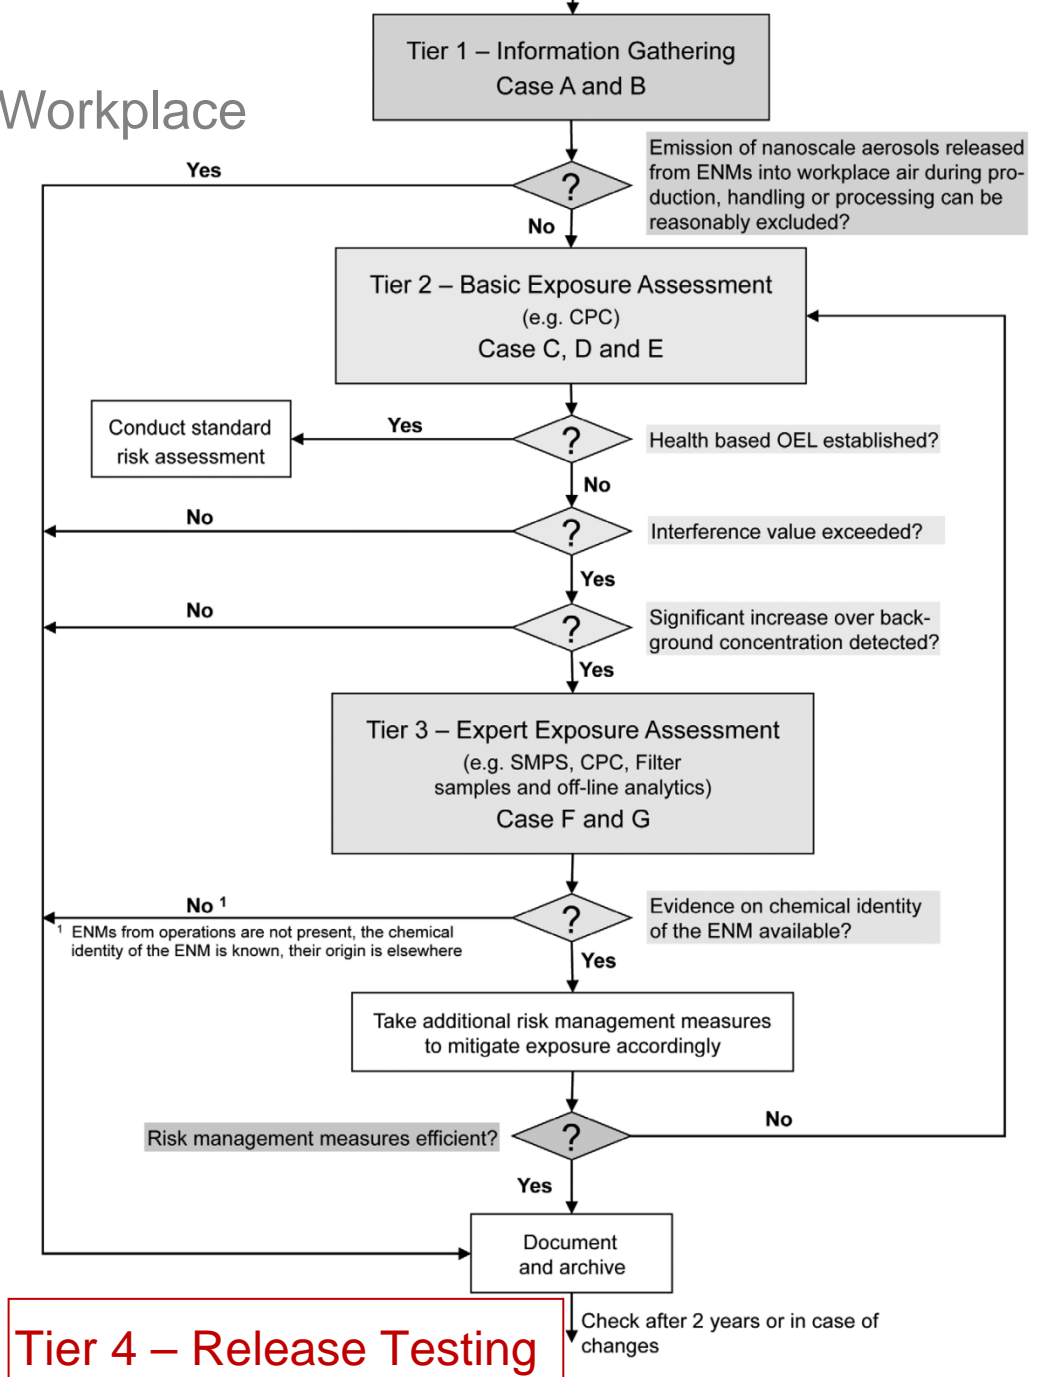 Tier 1 – Information Gathering
Case A and B
Workplace
Emission of nanoscale aerosols released
from ENMs into workplace air during pro-
duction, handling or processing can be
reasonably excluded?
Yes
?
No
Tier 2 – Basic Exposure Assessment
(e.g. CPC)
Case C, D and E
Conduct standard
risk assessment
Yes
?
Health based OEL established?
No
No
?
Interference value exceeded?
Yes
No
?
Significant increase over back-
ground concentration detected?
Yes
Tier 3 – Expert Exposure Assessment
(e.g. SMPS, CPC, Filter
samples and off-line analytics)
Case F and G
No 1
?
Evidence on chemical identity
of the ENM available?
1 ENMs from operations are not present, the chemical
identity of the ENM is known, their origin is elsewhere
Yes
Take additional risk management measures
to mitigate exposure accordingly
Risk management measures efficient?
?
No
Yes
Document
and archive
Check after 2 years or in case of
changes
Tier 4 – Release Testing